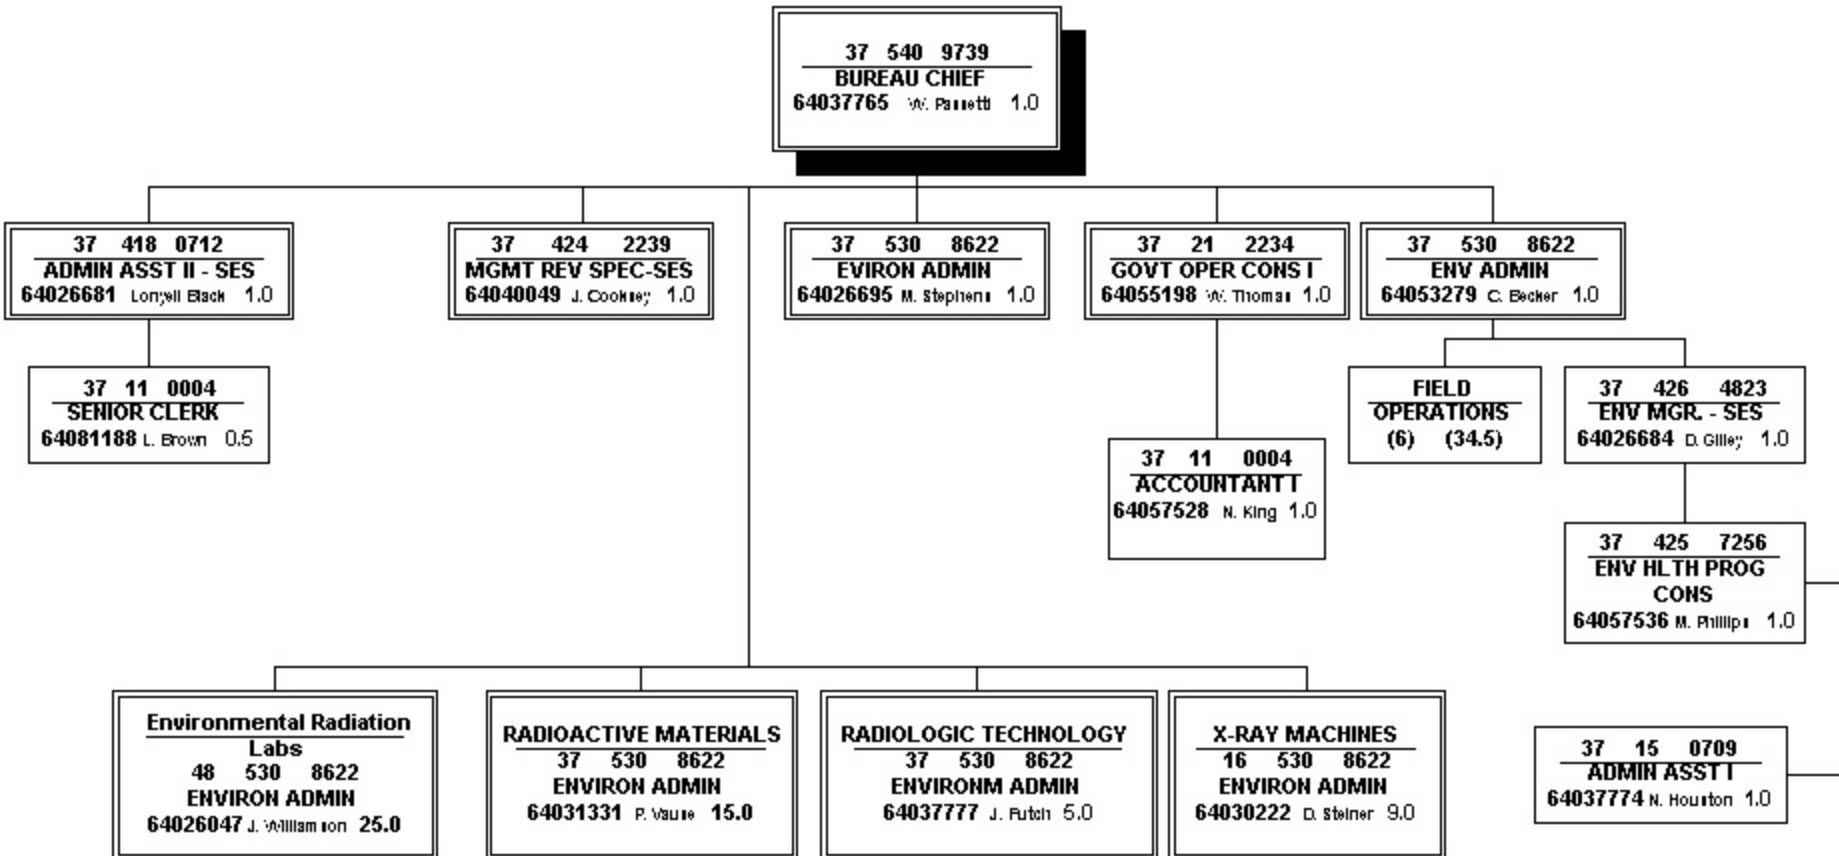 37 540 9739
BUREAU CHIEF
64037765 W. 1.0
37 418 0712
ADMIN ASST II - SES
64026681 Black 1.0
37 424 2239
MGMT REV SPEC-SES
64040049 J. 1.0
37 530 8622
EVIRON ADMIN
64026695 M. Stephens 1.0
37 21 2234
GOVT OPER CONS I
64055198 W. Thomas 1.0
37 530 8622
ENV ADMIN
64053279 C. Becker 1.0
37 11 0004
SENIOR CLERK
64081188 L. Brown 0.5
37 11 0004
ACCOUNTANT I
64057528 N. King 1.0
FIELD
OPERATIONS
(6) (34.5)
37 426 4823
ENV MGR. - SES
64026684 D. Gilley 1.0
37 425 7256
ENV HLTH PROG
CONS
64057536 M. Phillips 1.0
Environmental Radiation
Labs
48 530 8622
ENVIRON ADMIN
64026047 J. Williamson 25.0
RADIOACTIVE MATERIALS
37 530 8622
ENVIRON ADMIN
64031331 P. 15.0
RADIOLOGIC TECHNOLOGY
37 530 8622
ENVIRONM ADMIN
64037777 J. Futch 5.0
X-RAY MACHINES
16 530 8622
ENVIRON ADMIN
64030222 D. Steiner 9.0
37 15 0709
ADMIN ASST I
64037774 N. Houston 1.0